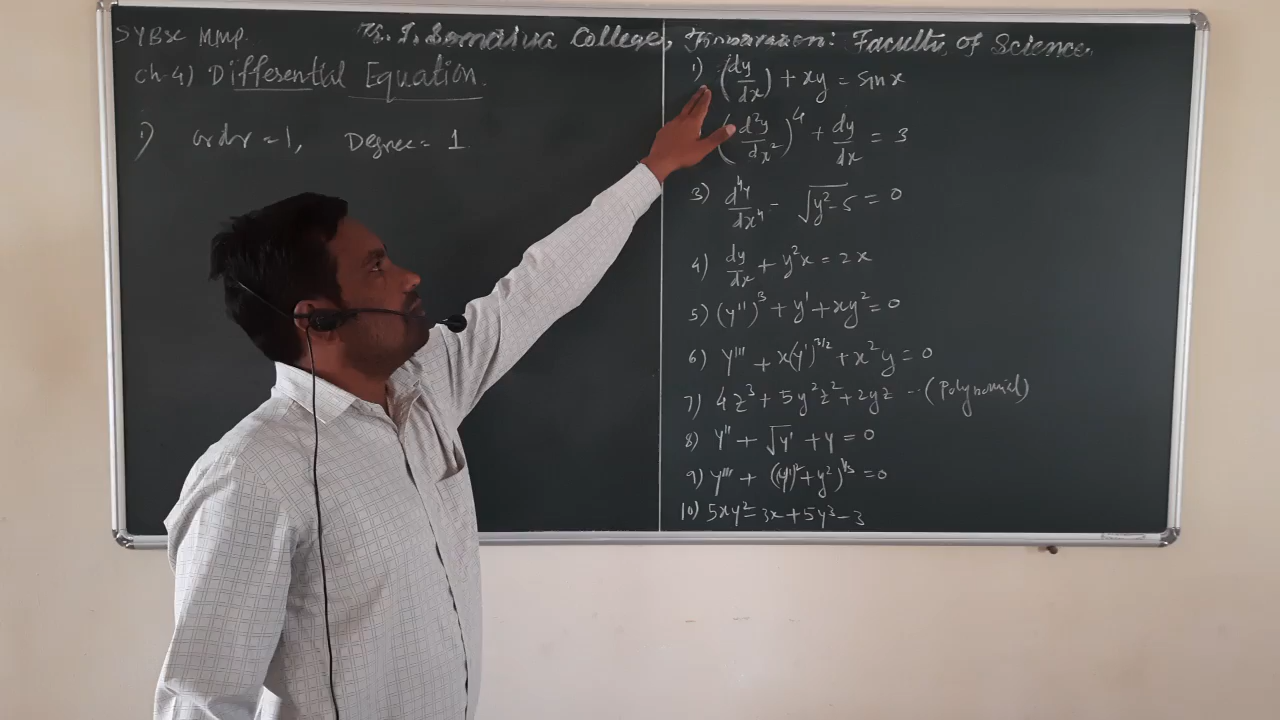 SYBSc MMP.
K. J. Somaiya College, Faculty of Science.
Ch-4) Differential Equation.
1) order = 1, Degree = 1
1) (dy/dx) + xy = sin x
(d²y/dx²)⁴ + dy/dx = 3
3) d⁴y/dx⁴ - √(y²-5) = 0
4) dy/dx + y²x = 2x
5) (y'')³ + y' + xy² = 0
6) y''' + x(y')^3/2 + x²y = 0
7) 4z³ + 5y²z² + 2yz -- (Polynomial)
8) y'' + √y' + y = 0
9) y''' + ((y')² + y²)^1/3 = 0
10) 5xy² - 3x + 5y³ - 3